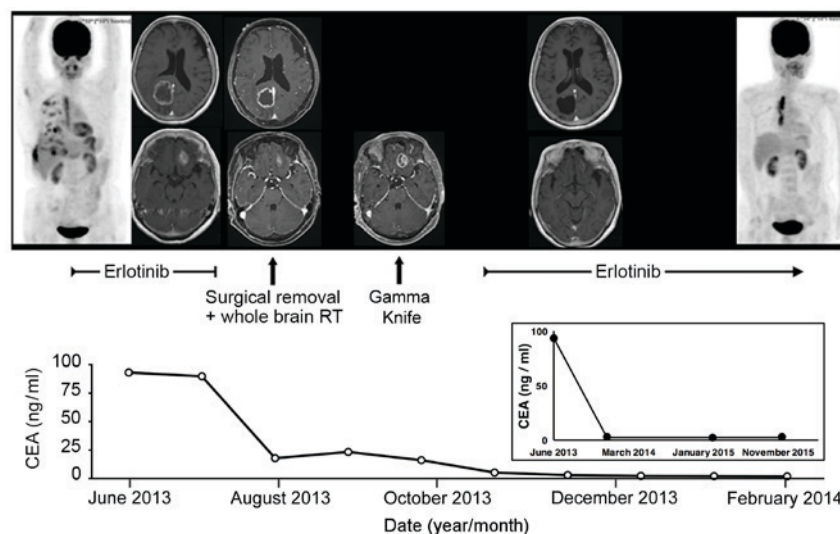 Erlotinib
Erlotinib
Surgical removal
+ whole brain RT
Gamma
Knife
CEA (ng/ml)
100
75
50
25
0
June 2013
August 2013
October 2013
December 2013
February 2014
Date (year/month)
CEA (ng/ml)
100
50
0
June 2013
March 2014
January 2015
November 2015